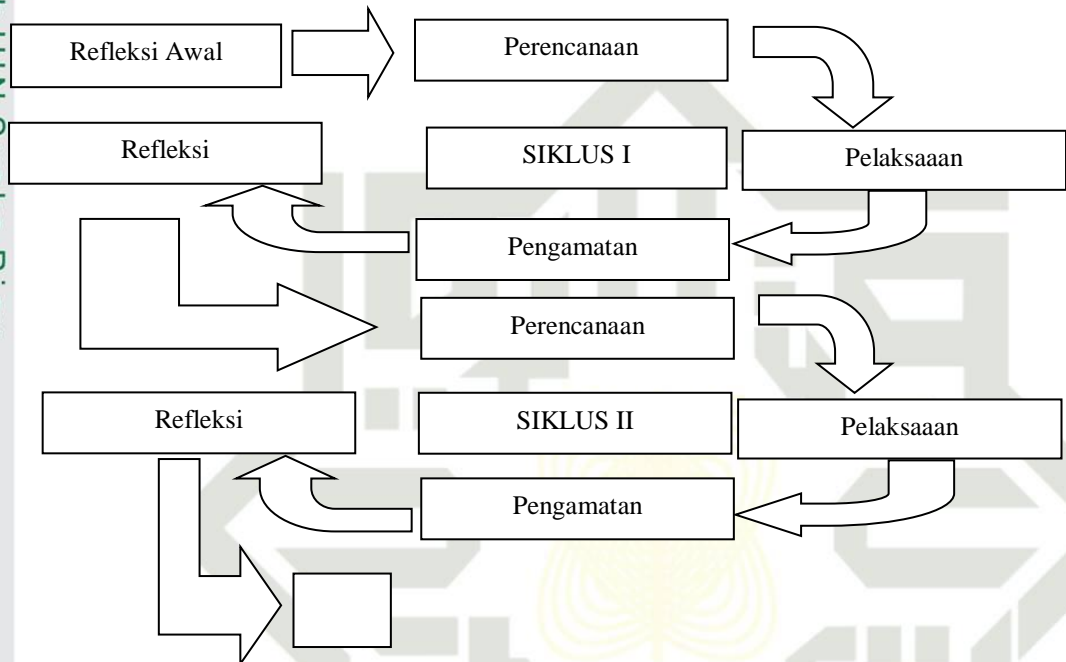 Refleksi Awal
Perencanaan
Refleksi
SIKLUS I
Pelaksaaan
Pengamatan
Perencanaan
Refleksi
SIKLUS II
Pelaksaaan
Pengamatan